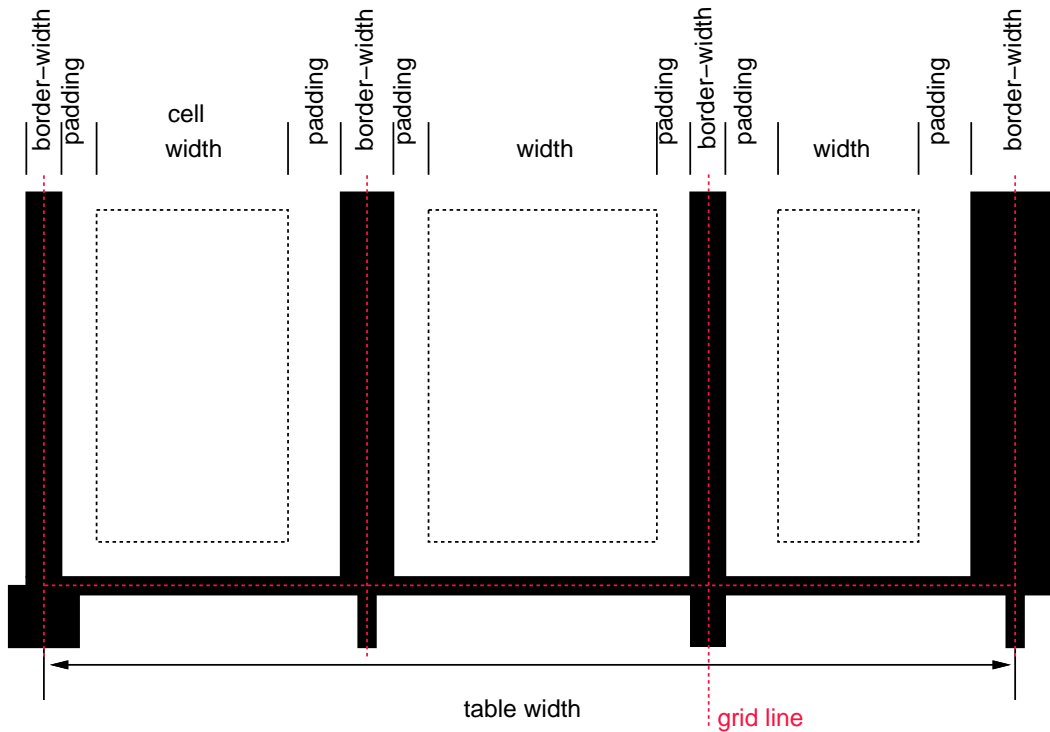 border–width
padding
cell
width
padding
border–width
padding
width
padding
border–width
padding
width
padding
border–width
table width
grid line